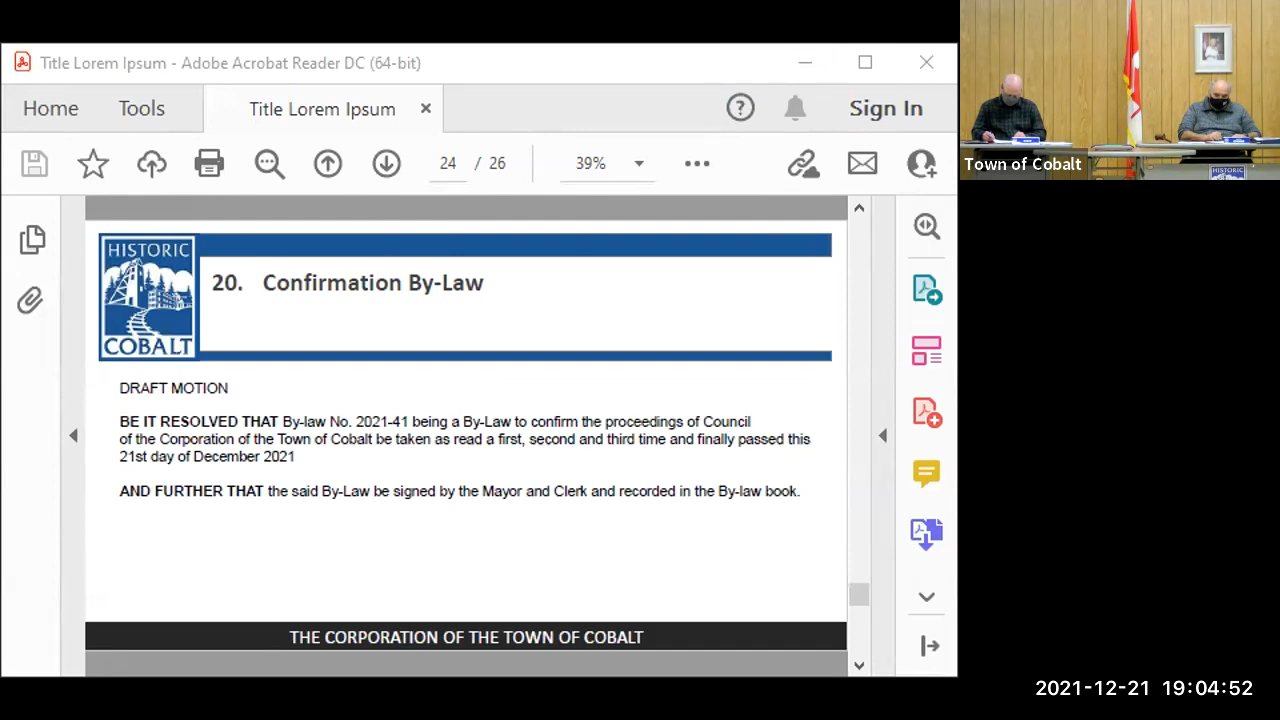 Title Lorem Ipsum - Adobe Acrobat Reader DC (64-bit)
Home Tools Title Lorem Ipsum Sign In
24 / 26 39%
HISTORIC
COBALT
20. Confirmation By-Law
DRAFT MOTION
BE IT RESOLVED THAT By-law No. 2021-41 being a By-Law to confirm the proceedings of Council
of the Corporation of the Town of Cobalt be taken as read a first, second and third time and finally passed this
21st day of December 2021
AND FURTHER THAT the said By-Law be signed by the Mayor and Clerk and recorded in the By-law book.
THE CORPORATION OF THE TOWN OF COBALT
Town of Cobalt
HISTORIC
2021-12-21 19:04:52